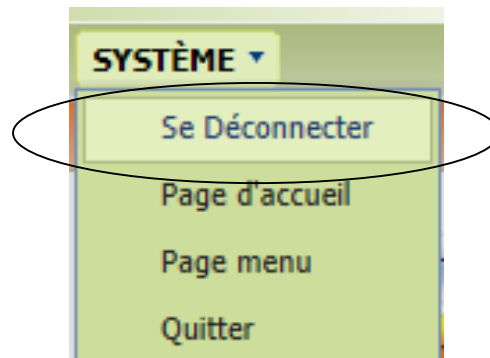 SYSTÈME
Se Déconnecter
Page d'accueil
Page menu
Quitter